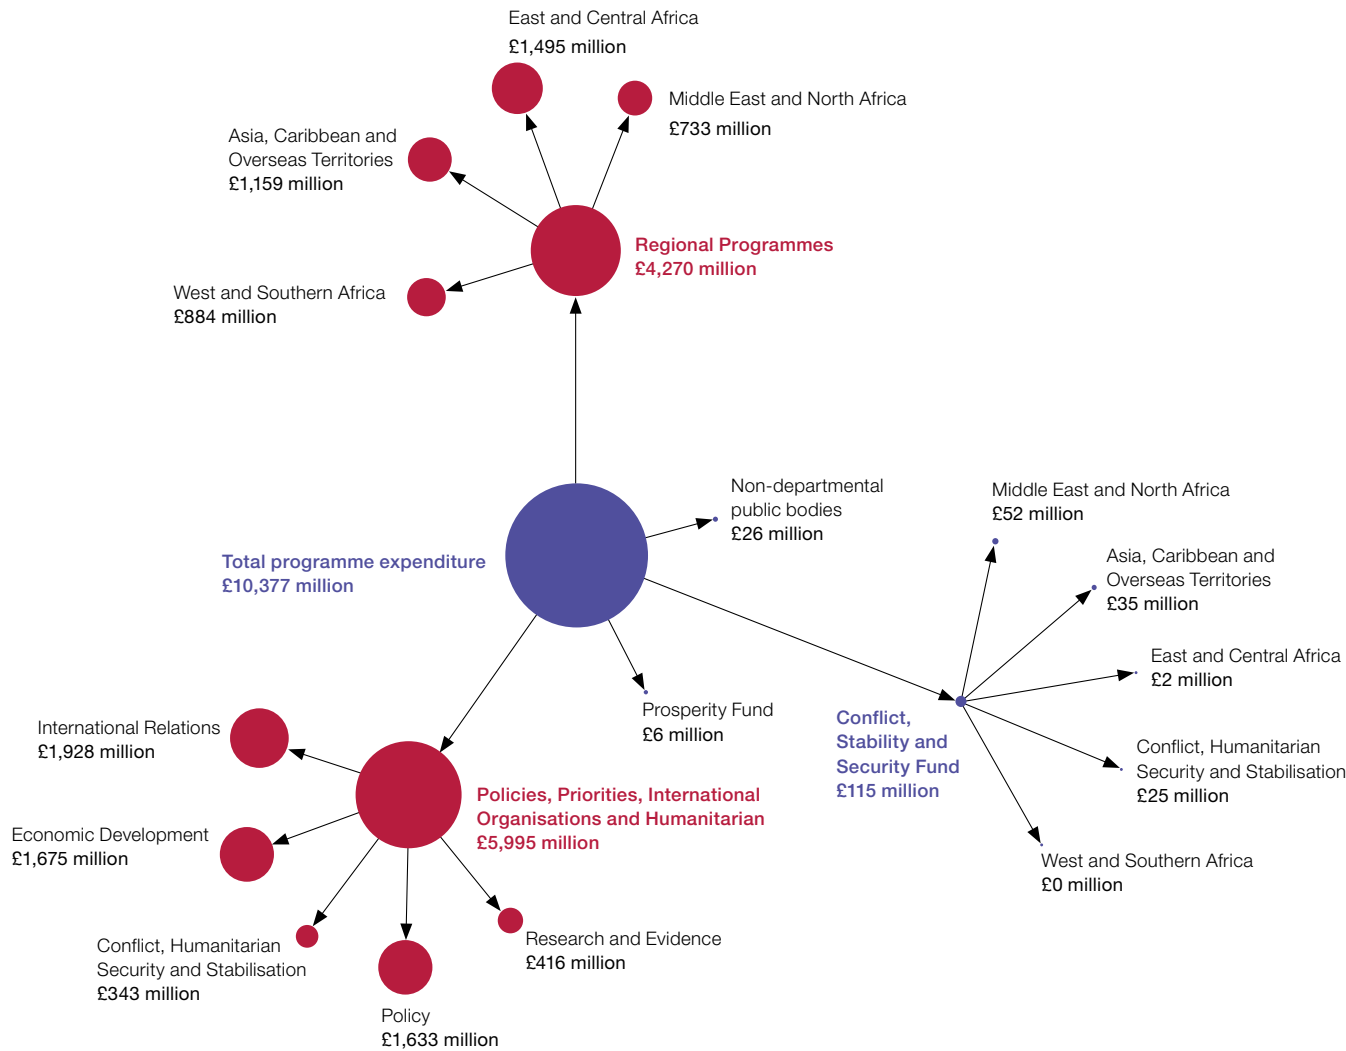 East and Central Africa
£1,495 million
Middle East and North Africa
£733 million
Asia, Caribbean and
Overseas Territories
£1,159 million
Regional Programmes
£4,270 million
West and Southern Africa
£884 million
Non-departmental
public bodies
£26 million
Middle East and North Africa
£52 million
Total programme expenditure
£10,377 million
Asia, Caribbean and
Overseas Territories
£35 million
East and Central Africa
£2 million
Prosperity Fund
£6 million
Conflict,
Stability and
Security Fund
£115 million
Conflict, Humanitarian
Security and Stabilisation
£25 million
West and Southern Africa
£0 million
International Relations
£1,928 million
Policies, Priorities, International
Organisations and Humanitarian
£5,995 million
Economic Development
£1,675 million
Conflict, Humanitarian
Security and Stabilisation
£343 million
Research and Evidence
£416 million
Policy
£1,633 million